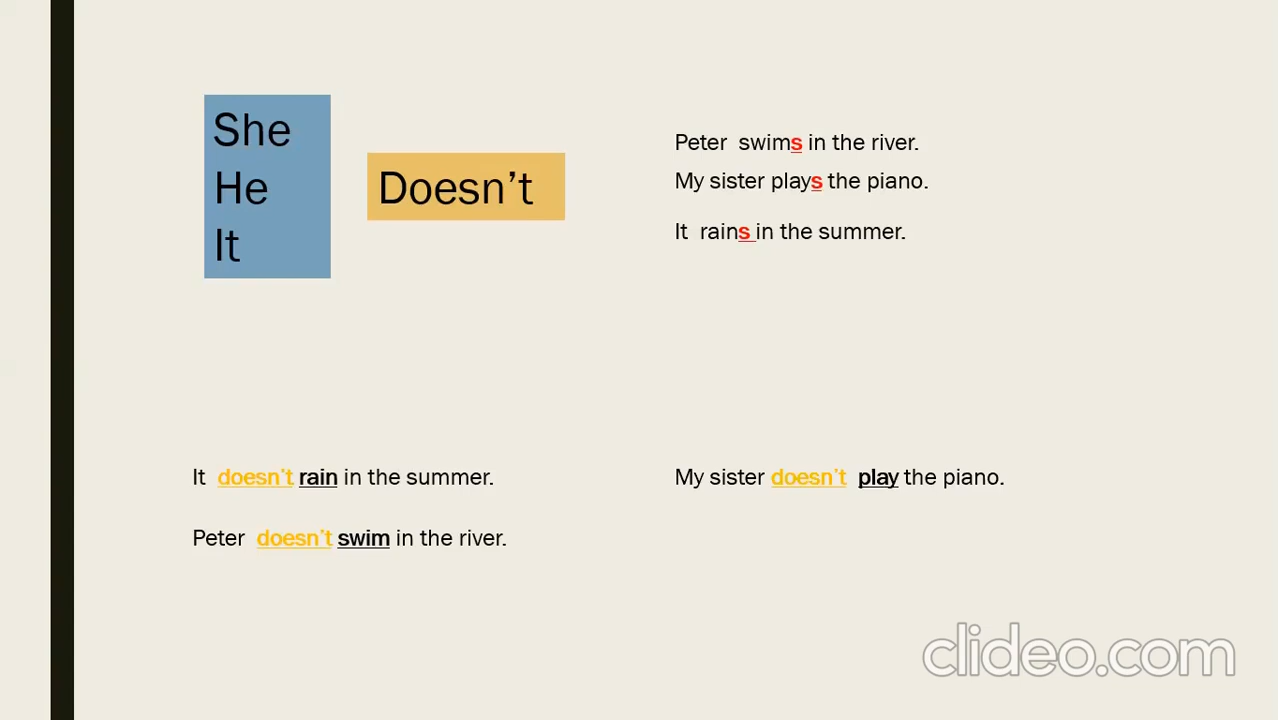 She
He
It
Doesn't
Peter swims in the river.
My sister plays the piano.
It rains in the summer.
It doesn't rain in the summer.
My sister doesn't play the piano.
Peter doesn't swim in the river.
clideo.com